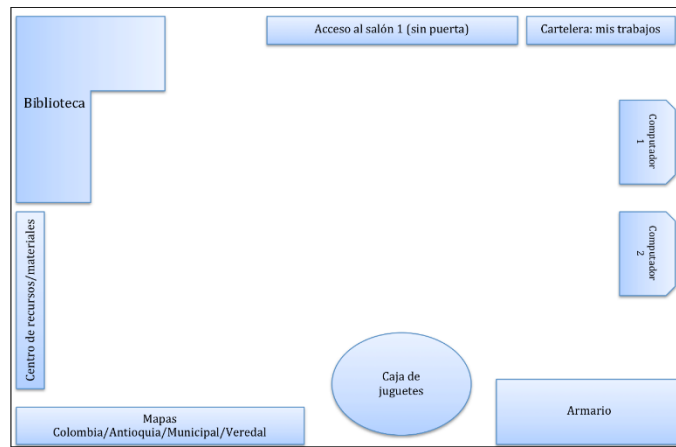 Acceso al salón 1 (sin puerta)
Cartelera: mis trabajos
Biblioteca
Computador
1
Computador
2
Centro de recursos/materiales
Caja de
juguetes
Mapas
Colombia/Antioquia/Municipal/Veredal
Armario